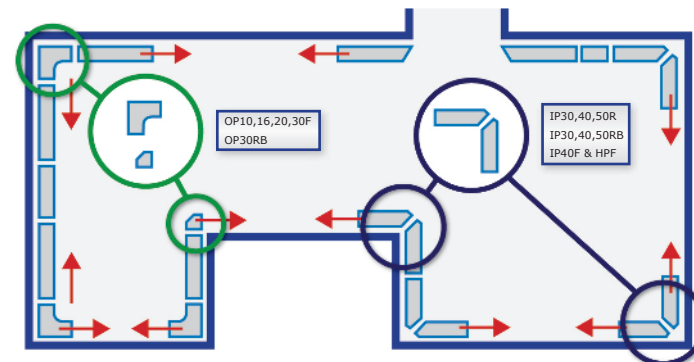 OP10,16,20,30F
OP30RB
IP30,40,50R
IP30,40,50RB
IP40F & HPF